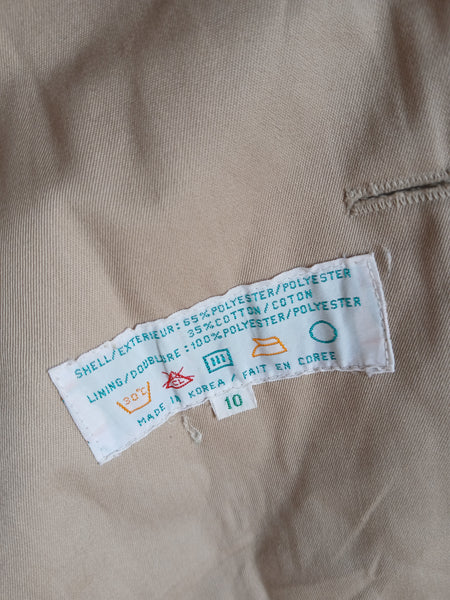 SHELL/EXTERIEUR: 65% POLYESTER/POLYESTER
35% COTTON/COTON
LINING/DOUBLURE: 100% POLYESTER/POLYESTER
30°C CL
MADE IN KOREA / FAIT EN COREE
10